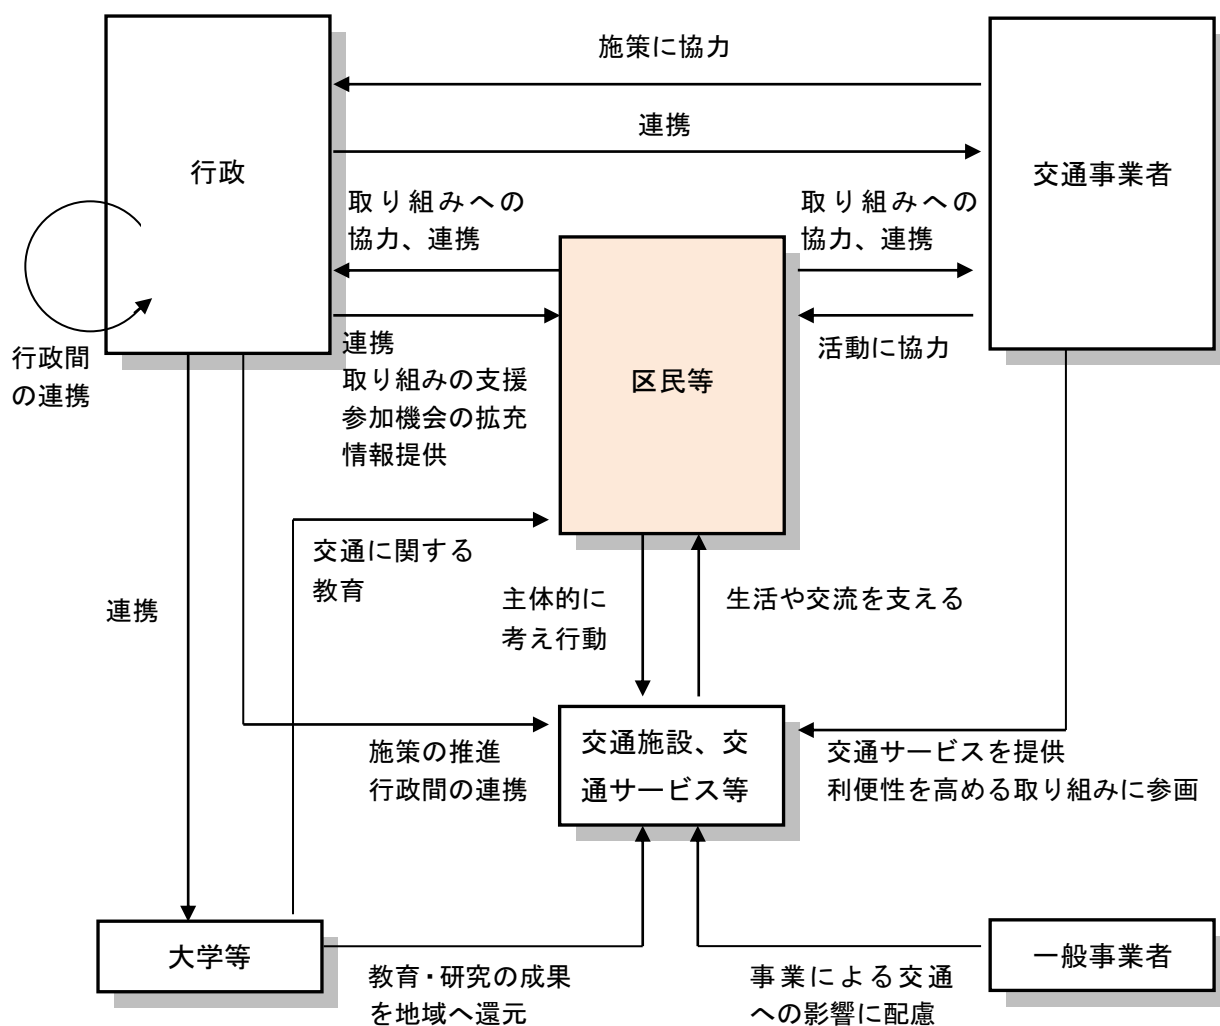 施策に協力
連携
行政
交通事業者
取り組みへの
協力、連携
取り組みへの
協力、連携
連携
取り組みの支援
参加機会の拡充
情報提供
活動に協力
行政間
の連携
区民等
交通に関する
教育
連携
主体的に
考え行動
生活や交流を支える
交通施設、交
通サービス等
施策の推進
行政間の連携
交通サービスを提供
利便性を高める取り組みに参画
大学等
一般事業者
教育・研究の成果
を地域へ還元
事業による交通
への影響に配慮